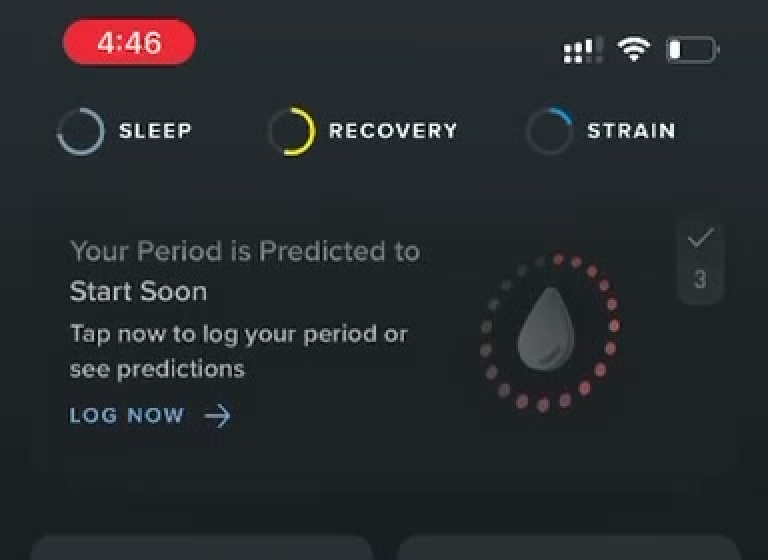 4:46
SLEEP RECOVERY STRAIN
Your Period is Predicted to
Start Soon
3
Tap now to log your period or
see predictions
LOG NOW